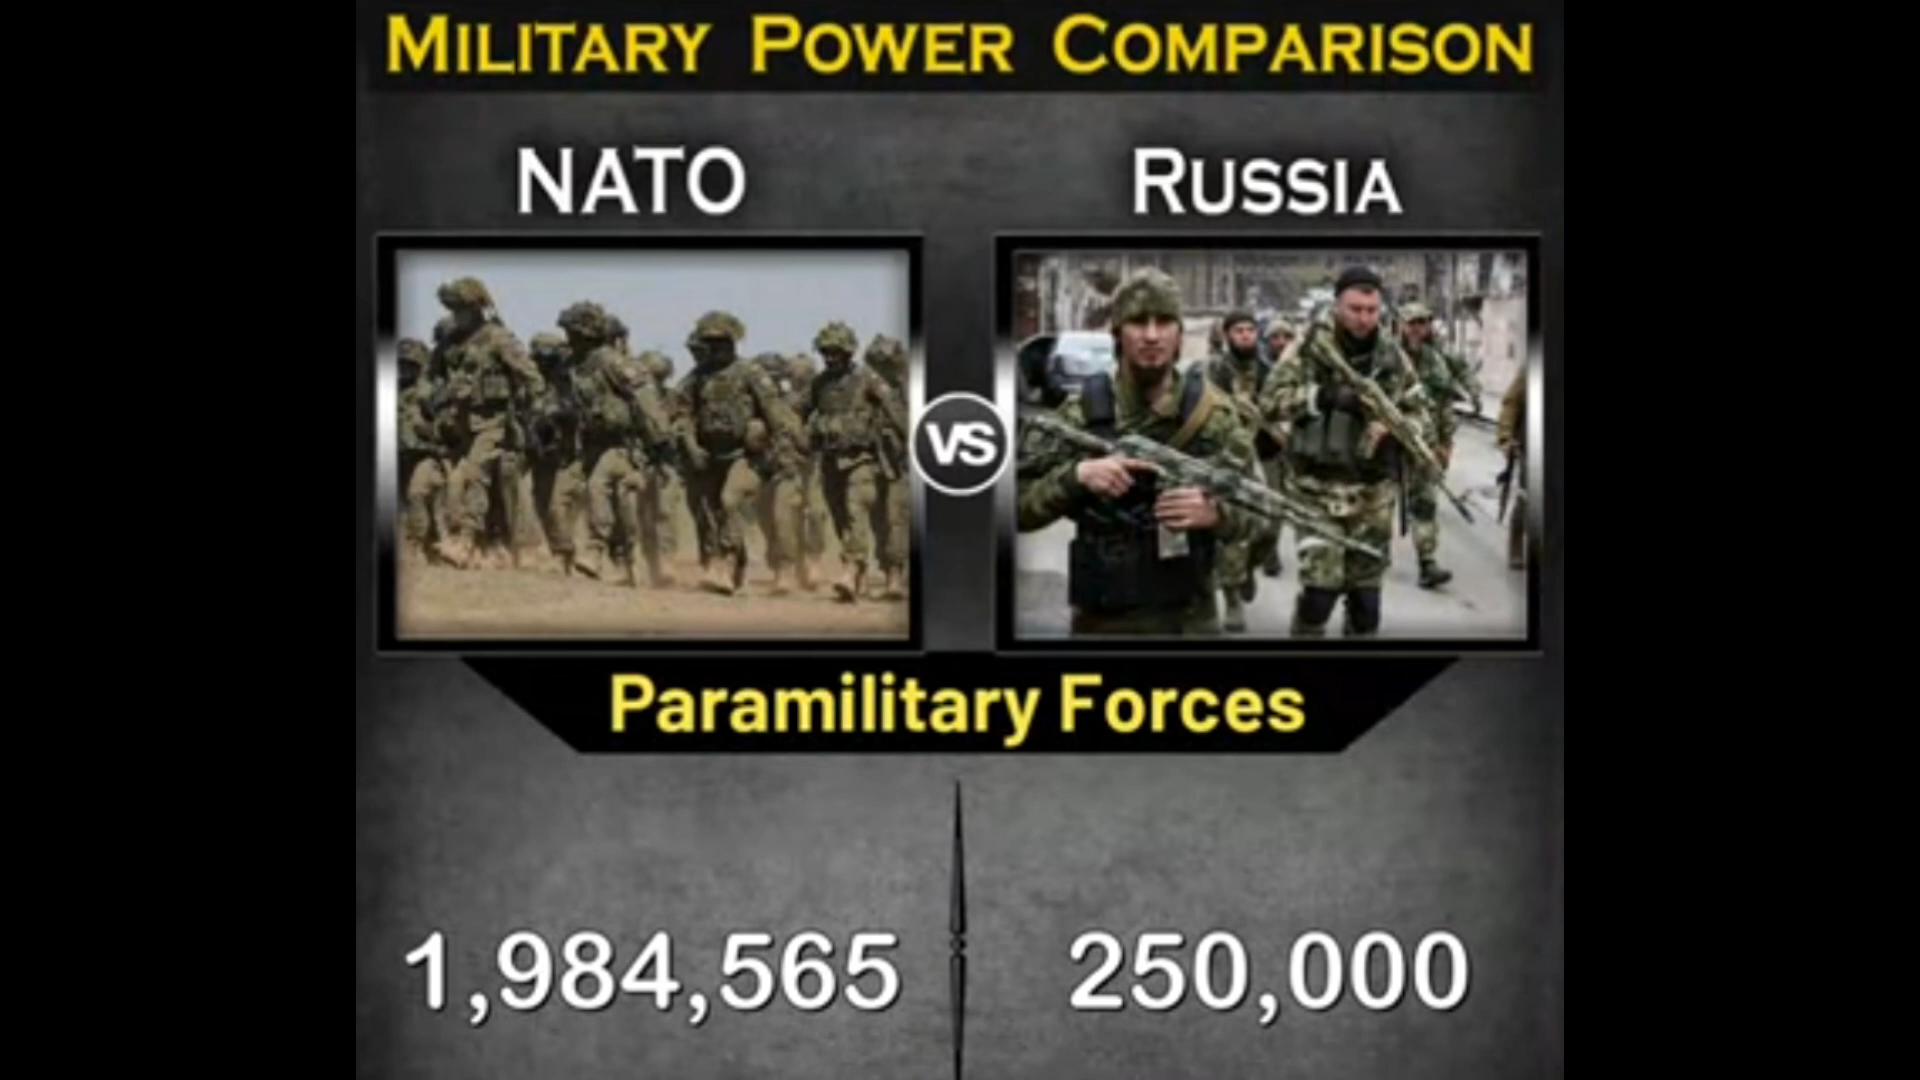 MILITARY POWER COMPARISON
NATO
RUSSIA
VS
Paramilitary Forces
1,984,565
250,000